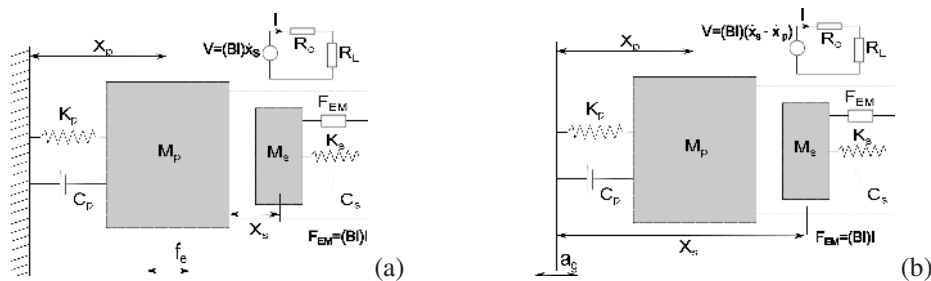 I
R_c
V=(Bl)ẋ_s
R_L
X_p
F_EM
K_p
K_s
M_p
M_s
C_p
C_s
X_s
F_EM=(Bl)I
f_e
(a)
I
V=(Bl)(ẋ_s - ẋ_p)
R_c
R_L
X_p
F_EM
K_p
K_s
M_p
M_s
C_p
C_s
X_s
F_EM=(Bl)I
a_g
(b)